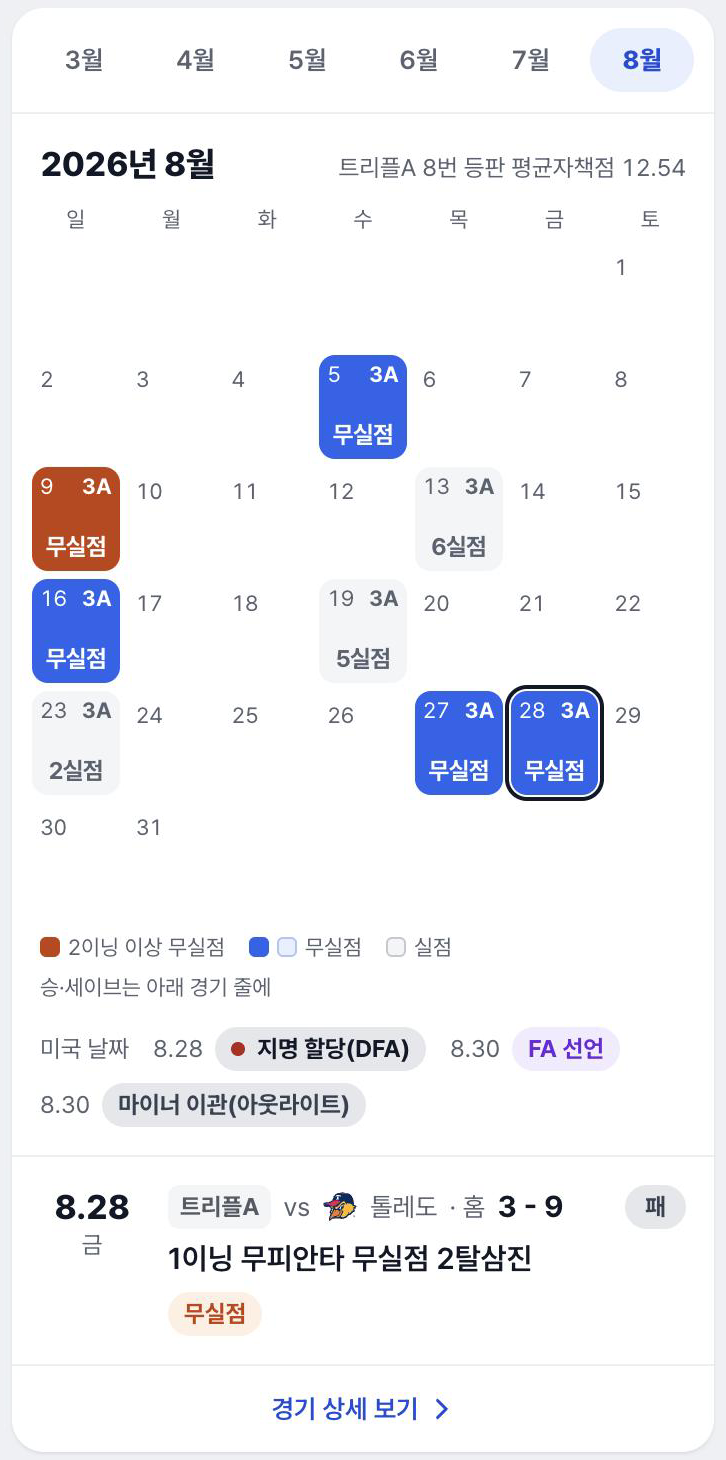 3월 4월 5월 6월 7월 8월
2026년 8월 트리플A 8번 등판 평균자책점 12.54
일 월 화 수 목 금 토
1
2 3 4 5 3A 6 7 8
무실점
9 3A 10 11 12 13 3A 14 15
무실점 6실점
16 3A 17 18 19 3A 20 21 22
무실점 5실점
23 3A 24 25 26 27 3A 28 3A 29
2실점 무실점 무실점
30 31
2이닝 이상 무실점 무실점 실점
승·세이브는 아래 경기 줄에
미국 날짜 8.28 지명 할당(DFA) 8.30 FA 선언
8.30 마이너 이관(아웃라이트)
8.28 트리플A vs 톨레도 · 홈 3 - 9 패
금
1이닝 무피안타 무실점 2탈삼진
무실점
경기 상세 보기